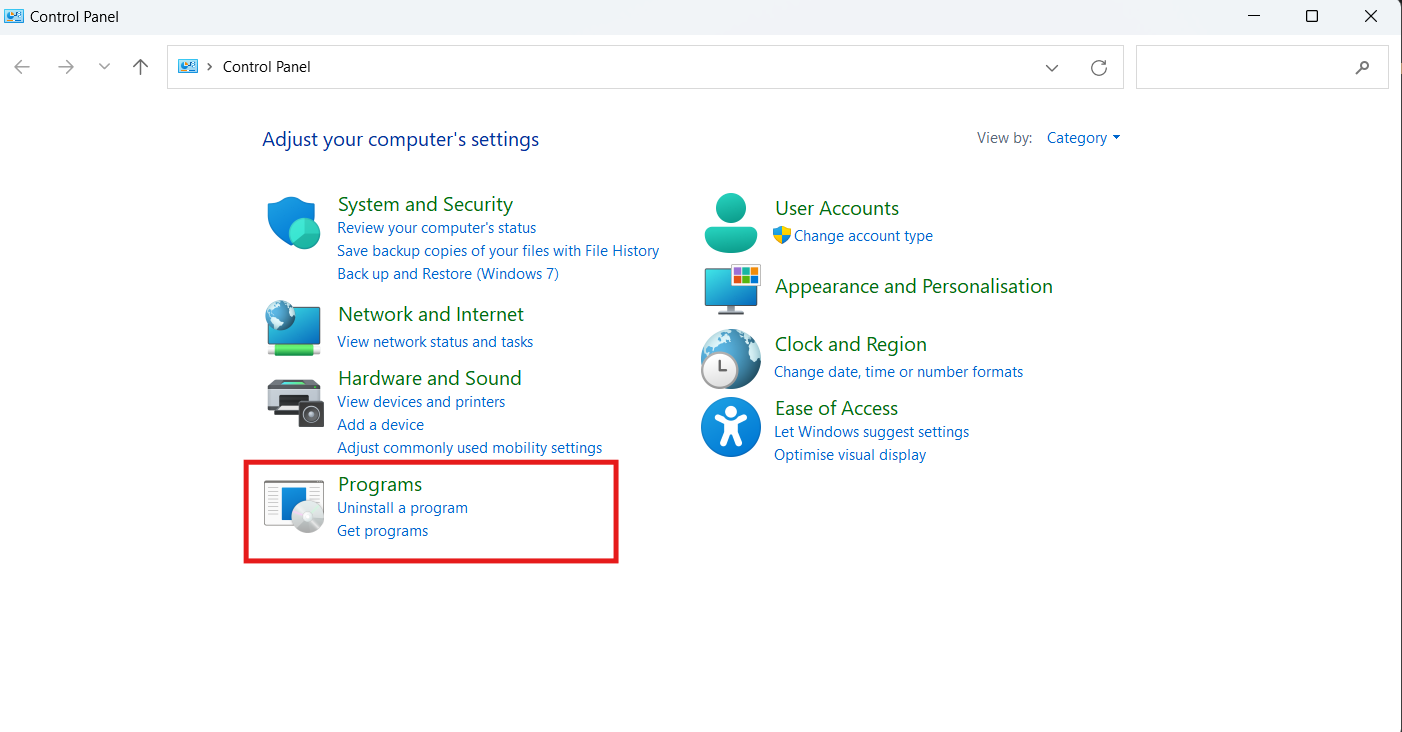 Control Panel
Control Panel
Adjust your computer's settings
View by: Category
System and Security
Review your computer's status
Save backup copies of your files with File History
Back up and Restore (Windows 7)
Network and Internet
View network status and tasks
Hardware and Sound
View devices and printers
Add a device
Adjust commonly used mobility settings
Programs
Uninstall a program
Get programs
User Accounts
Change account type
Appearance and Personalisation
Clock and Region
Change date, time or number formats
Ease of Access
Let Windows suggest settings
Optimise visual display